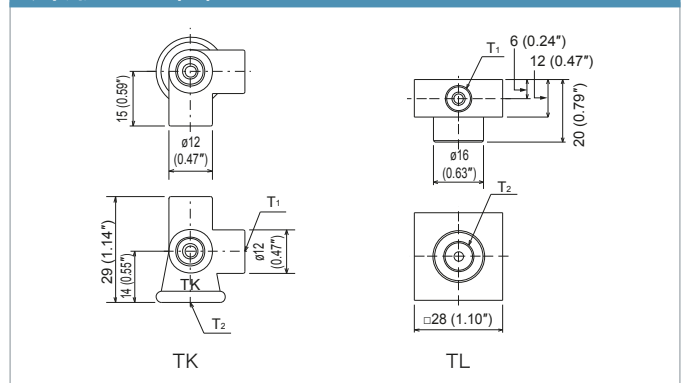 15 (0.59″)
ø12
(0.47″)
29 (1.14″)
14 (0.55″)
TK
T1
ø12
(0.47″)
T2
TK
T1
6 (0.24″)
12 (0.47″)
20 (0.79″)
ø16
(0.63″)
T2
□28 (1.10″)
TL